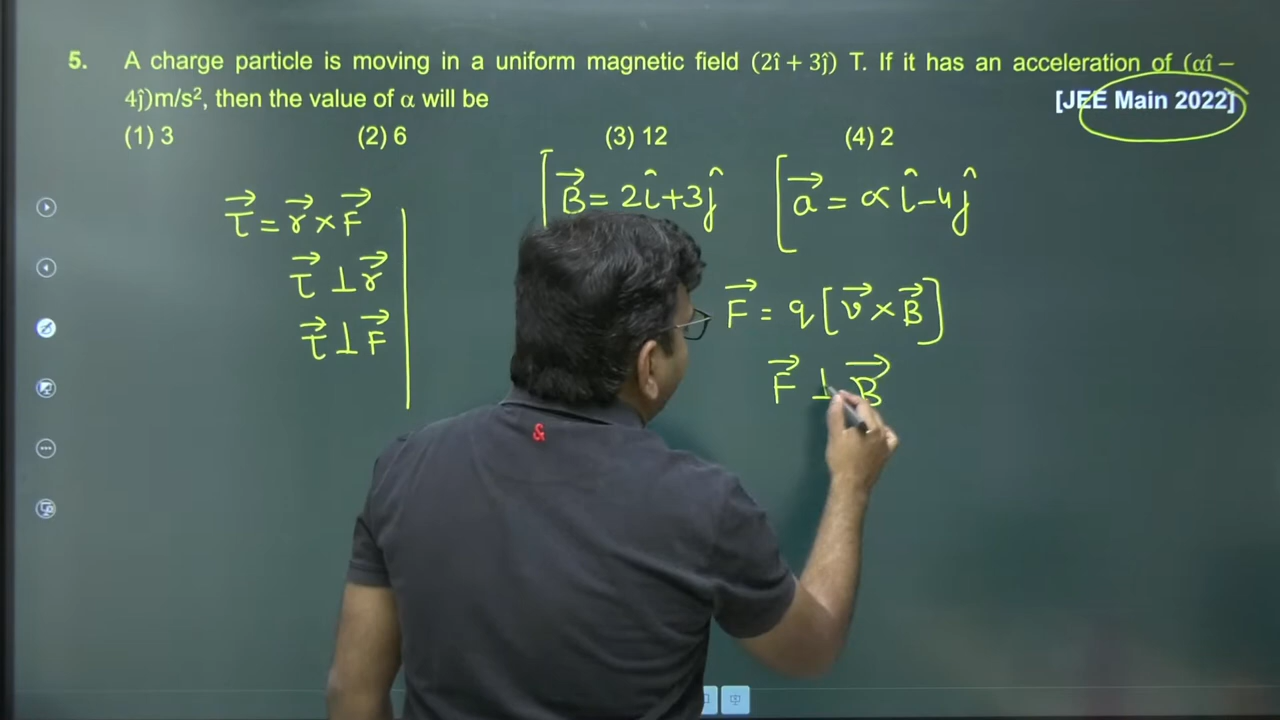 5. A charge particle is moving in a uniform magnetic field (2î + 3ĵ) T. If it has an acceleration of (αî −
4ĵ)m/s², then the value of α will be [JEE Main 2022]
(1) 3 (2) 6 (3) 12 (4) 2
B⃗ = 2î+3ĵ a⃗ = αî−4ĵ
τ⃗ = r⃗ × F⃗
τ⃗ ⊥ r⃗
τ⃗ ⊥ F⃗
F⃗ = q[v⃗ × B⃗]
F⃗ ⊥ B⃗
&